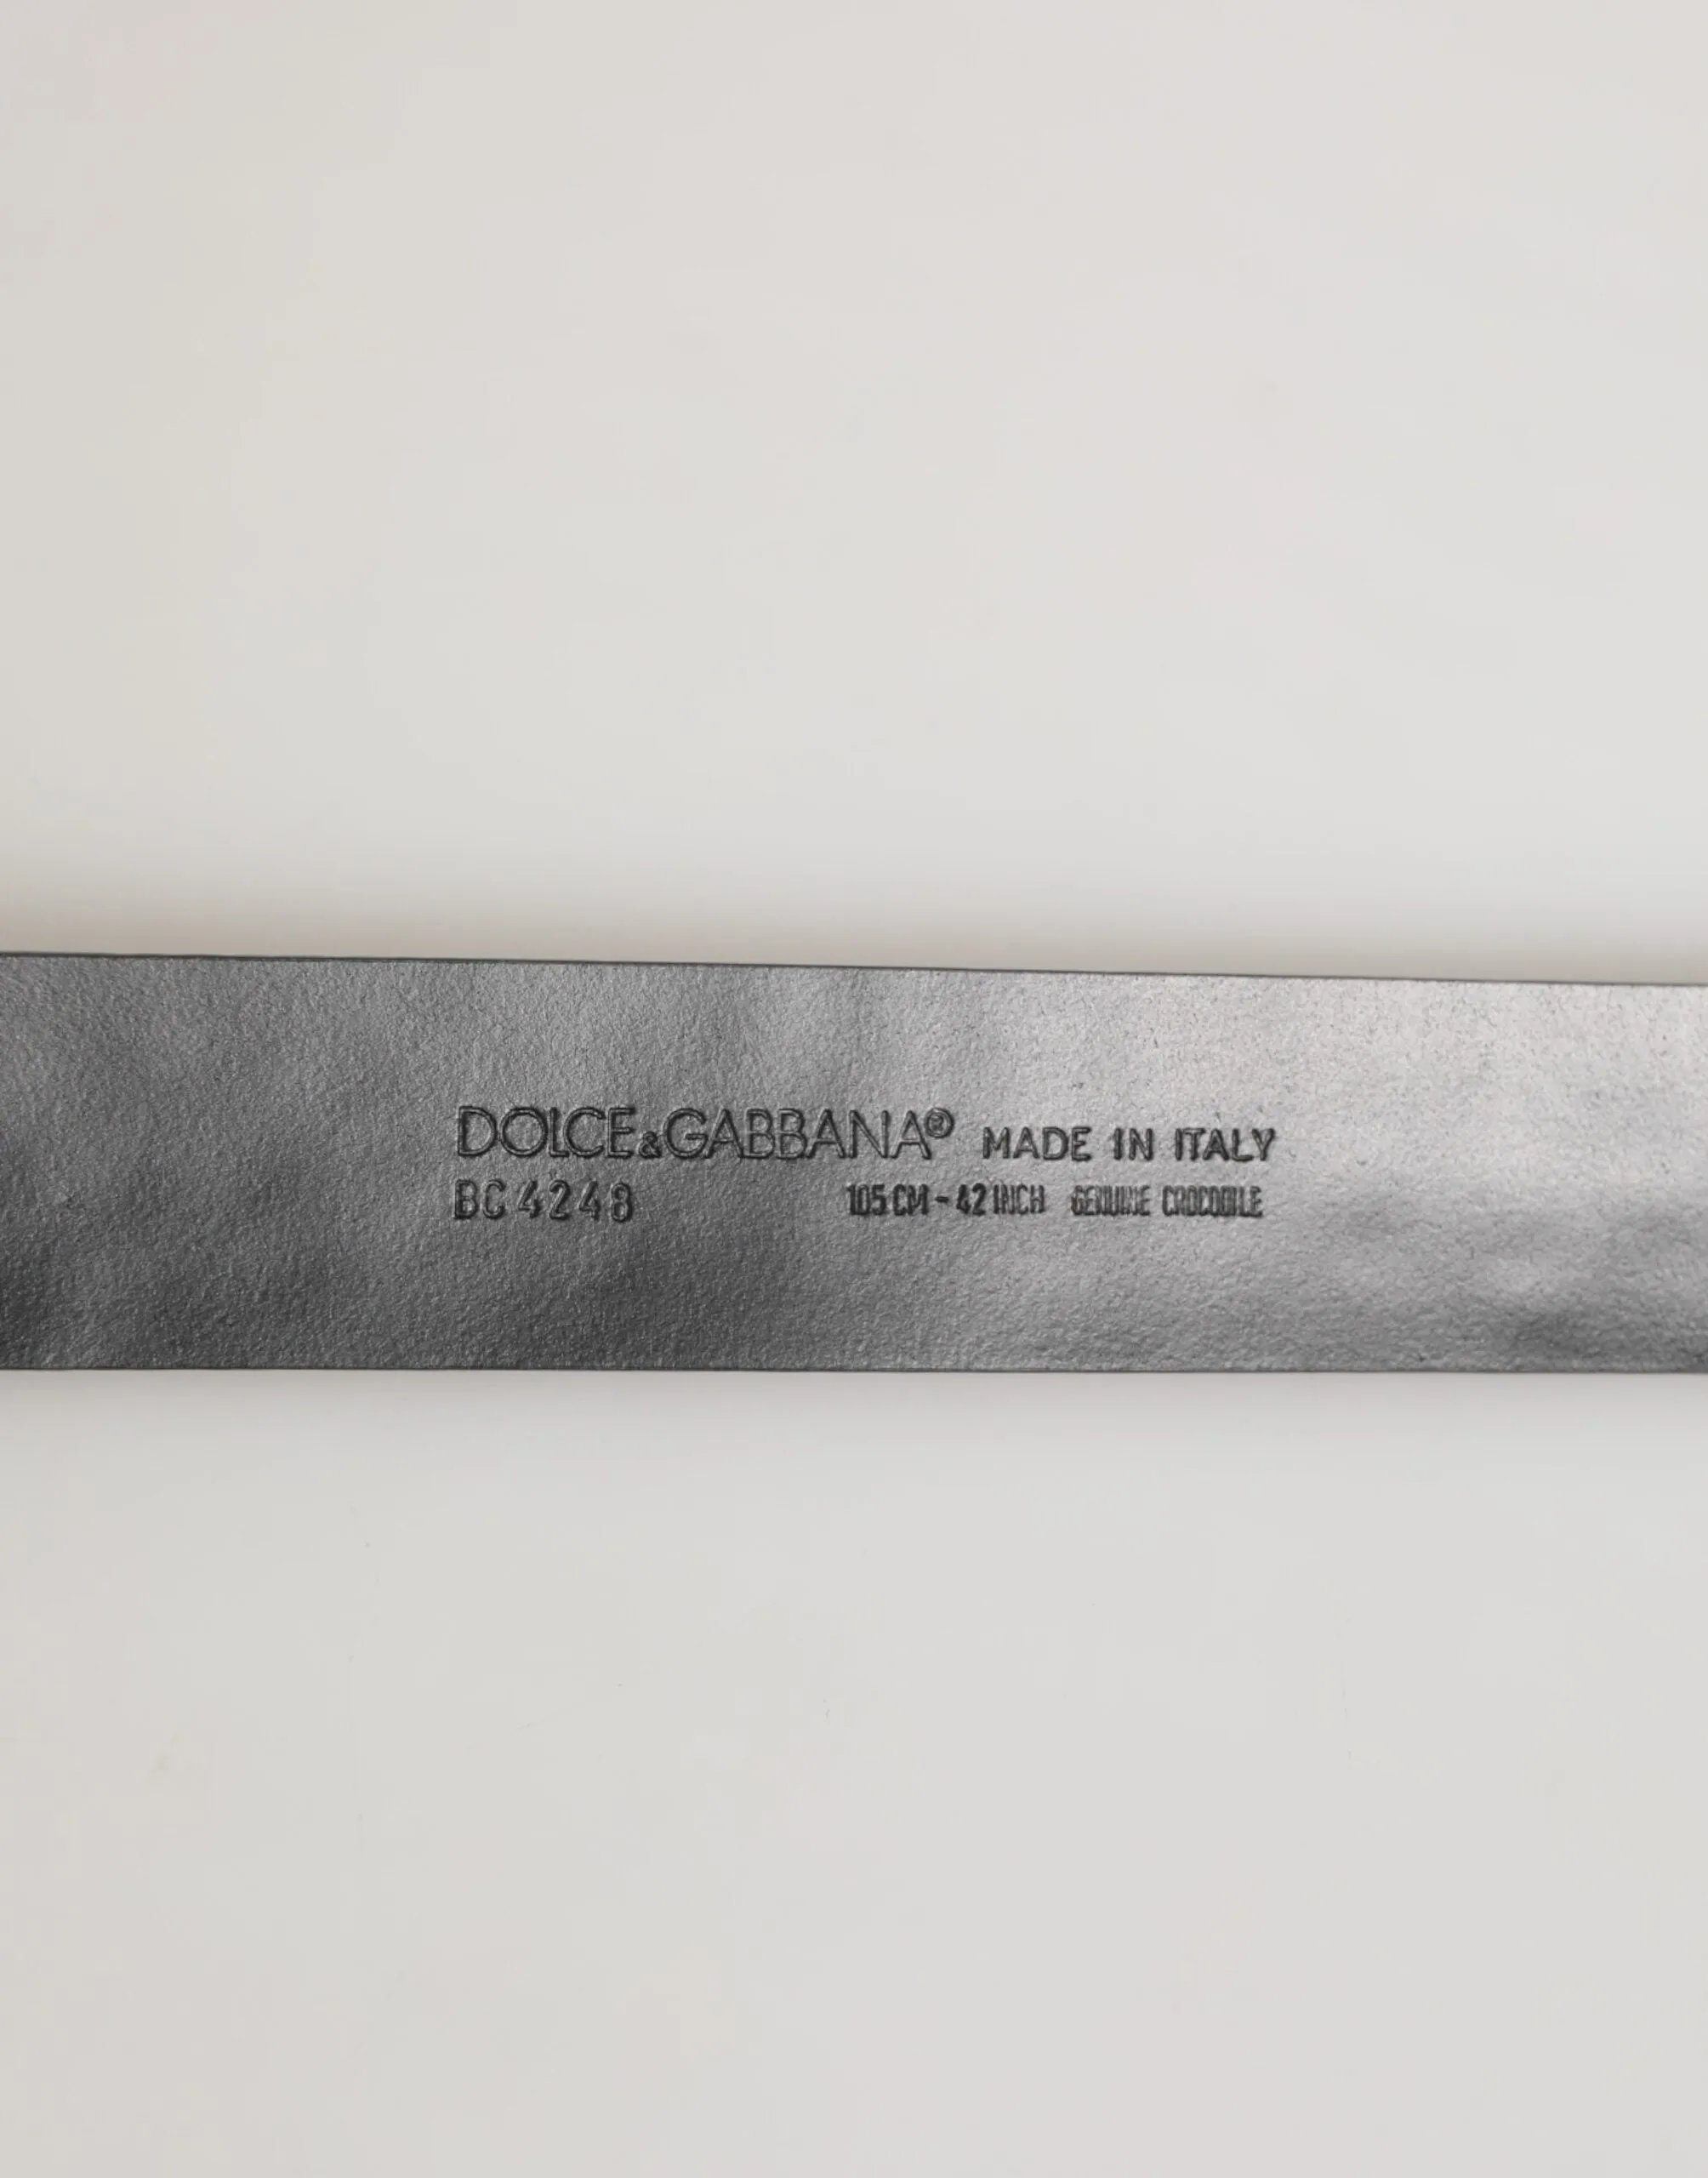 DOLCE&GABBANA® MADE IN ITALY
BC 4248 105 CM - 42 INCH GENUINE CROCODILE